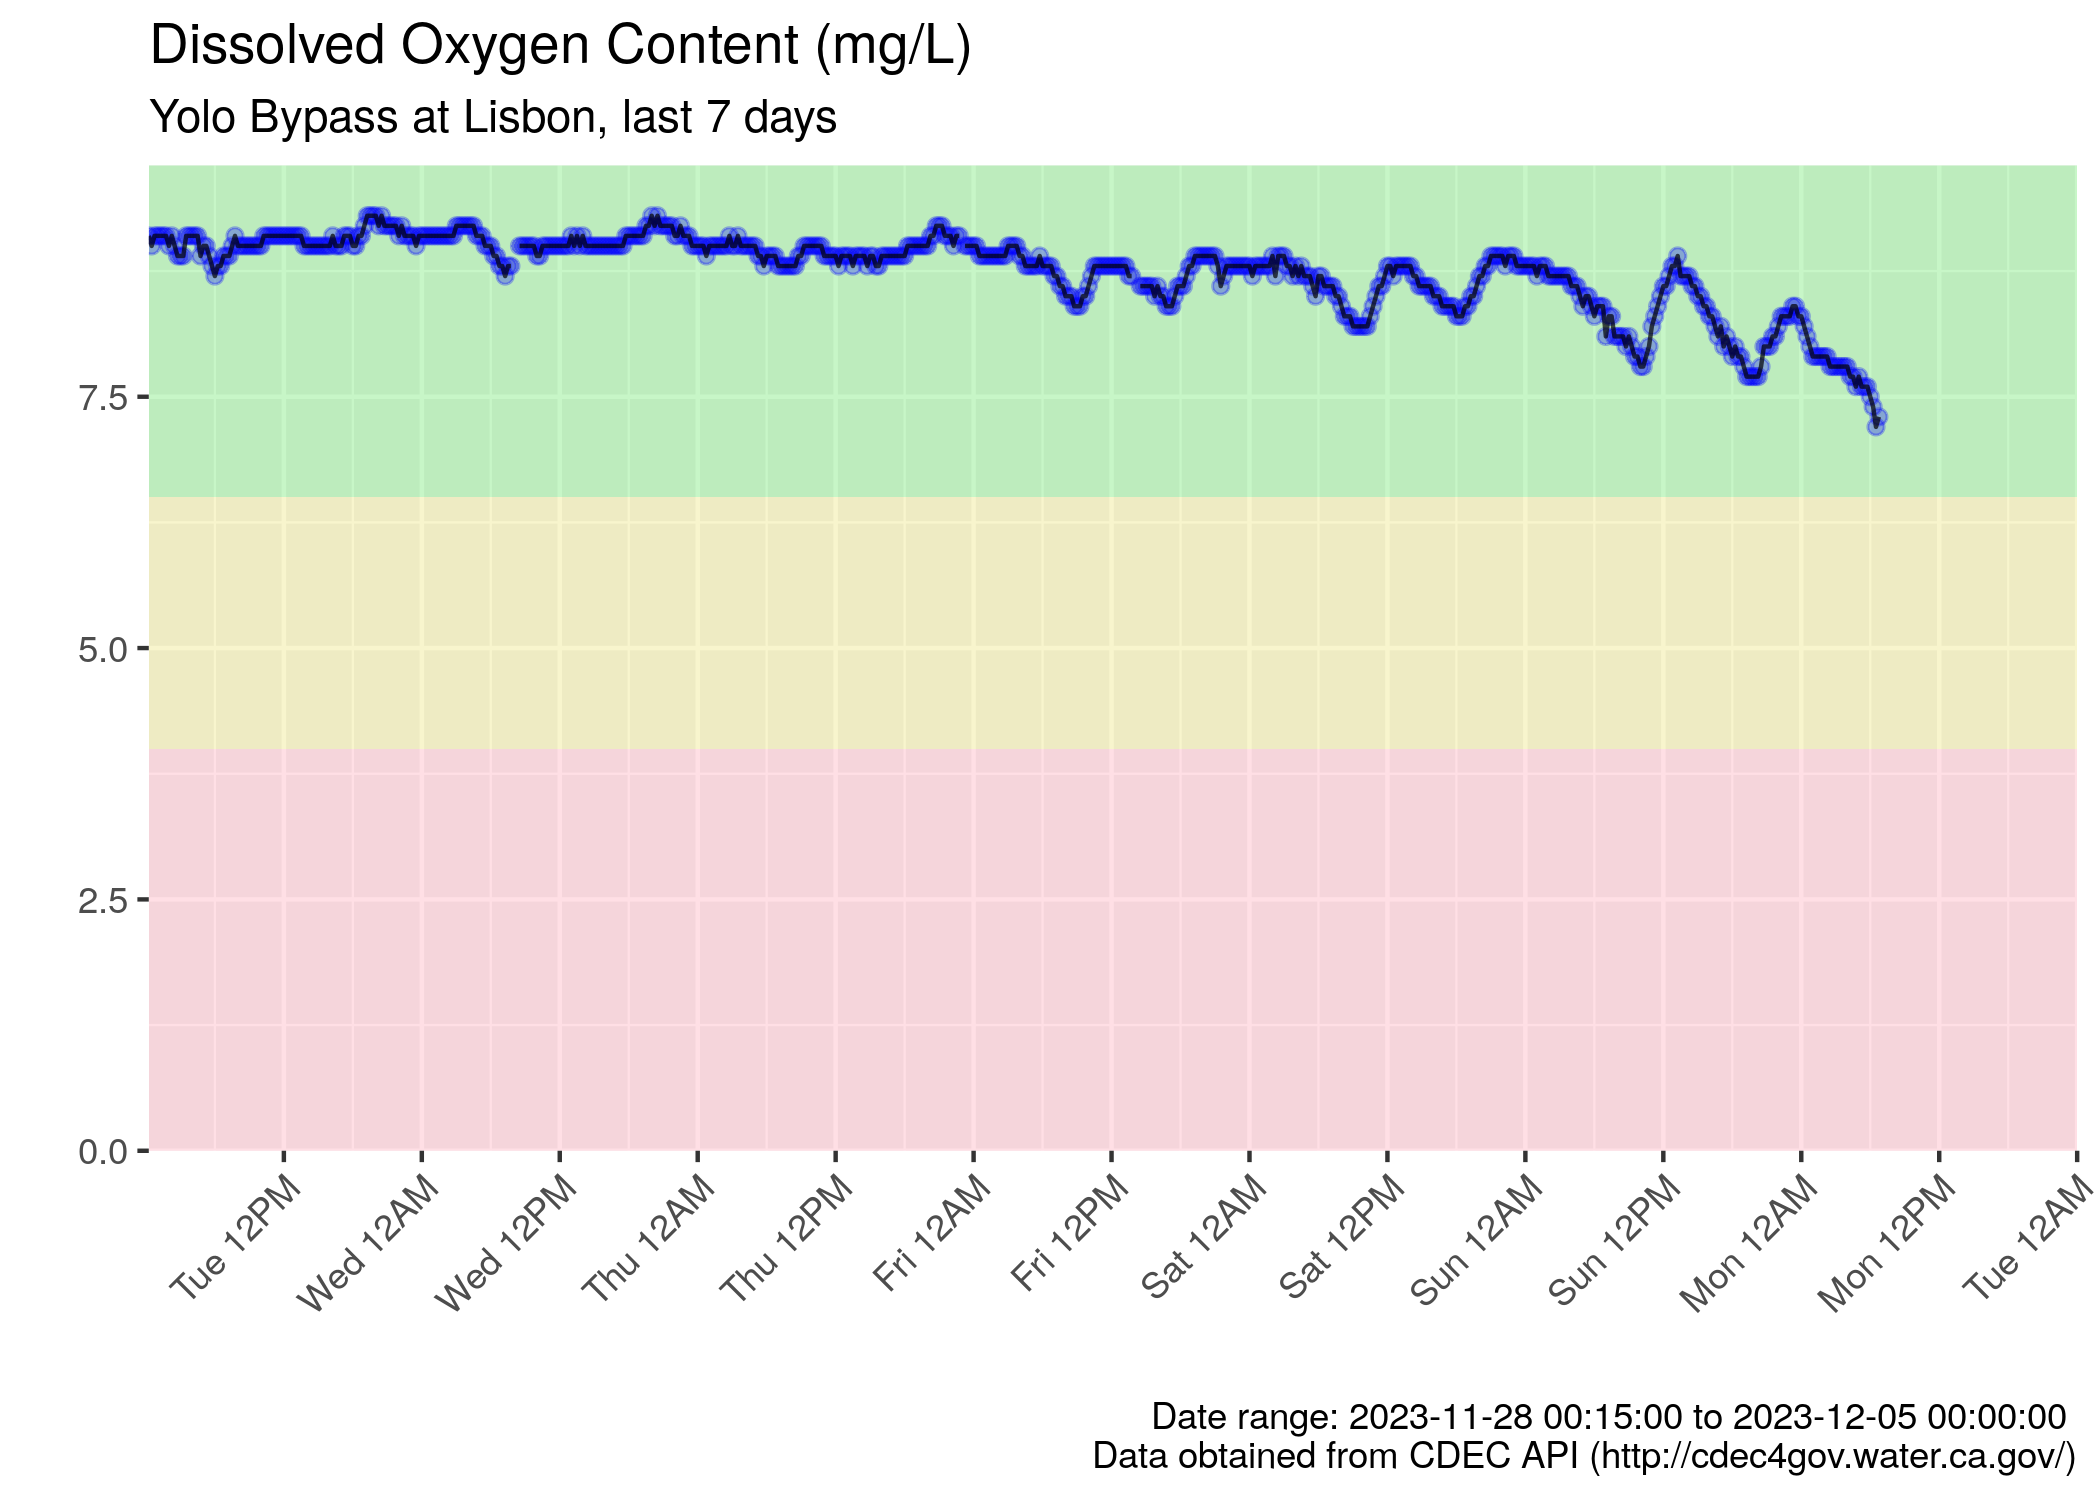 Dissolved Oxygen Content (mg/L)
Yolo Bypass at Lisbon, last 7 days
7.5
5.0
2.5
0.0
Tue 12PM
Wed 12AM
Wed 12PM
Thu 12AM
Thu 12PM
Fri 12AM
Fri 12PM
Sat 12AM
Sat 12PM
Sun 12AM
Sun 12PM
Mon 12AM
Mon 12PM
Tue 12AM
Date range: 2023-11-28 00:15:00 to 2023-12-05 00:00:00
Data obtained from CDEC API (http://cdec4gov.water.ca.gov/)